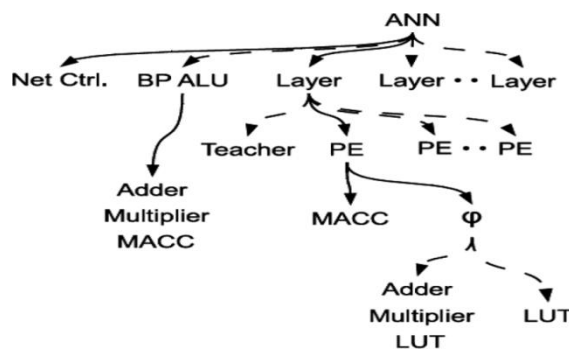 ANN
Net Ctrl. BP ALU Layer Layer • • Layer
Teacher PE PE • • PE
Adder
Multiplier
MACC
MACC φ
Adder
Multiplier
LUT
LUT